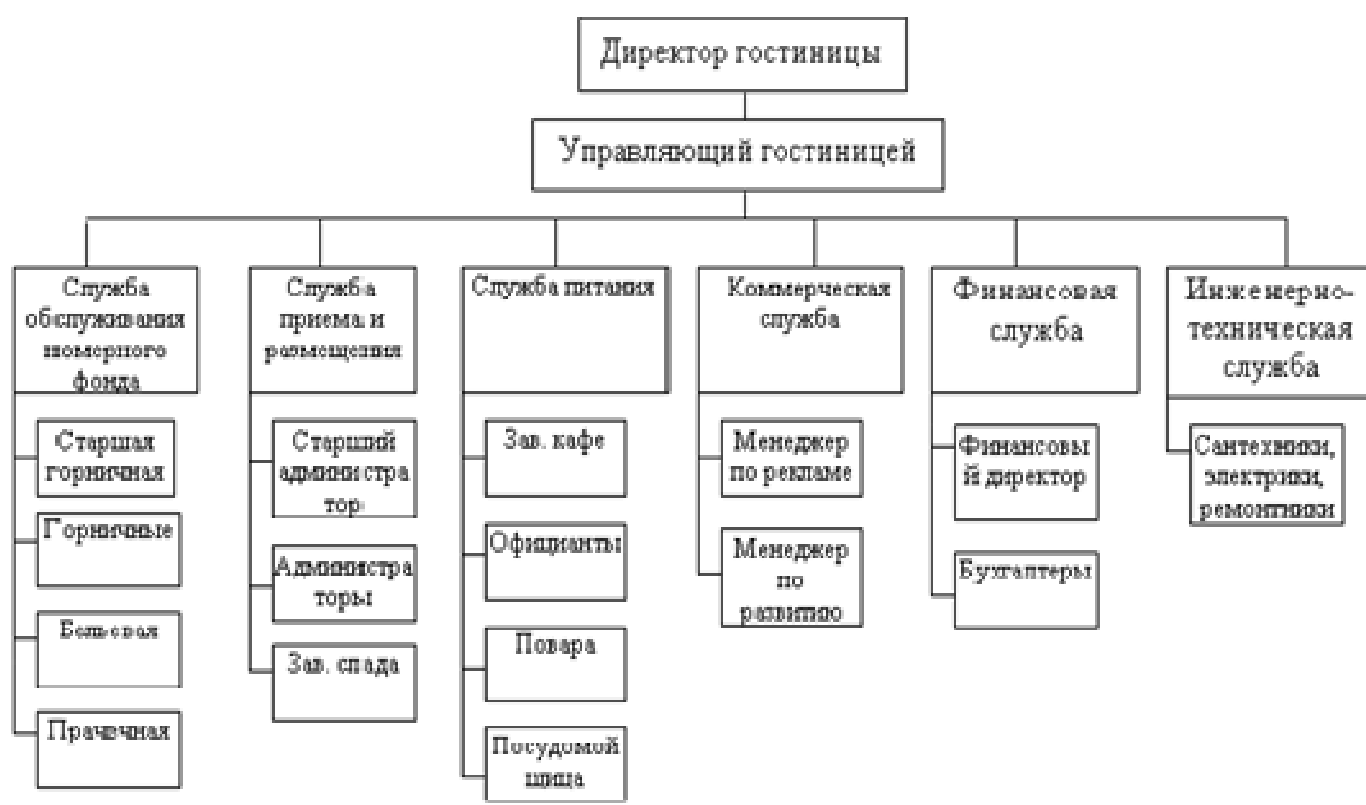 Директор гостиницы
Управляющий гостиницей
Служба
обслуживания
номерного
фонда
Старшая
горничная
Горничные
Бельевая
Прачечная
Служба
приема и
размещения
Старший
администра
тор
Администра
торы
Зав. спада
Служба питания
Зав. кафе
Официанты
Повара
Посудомой
щица
Коммерческая
служба
Менеджер
по рекламе
Менеджер
по
развитию
Финансовая
служба
Финансовы
й директор
Бухгалтеры
Инженерно-
техническая
служба
Сантехники,
электрики,
ремонтники